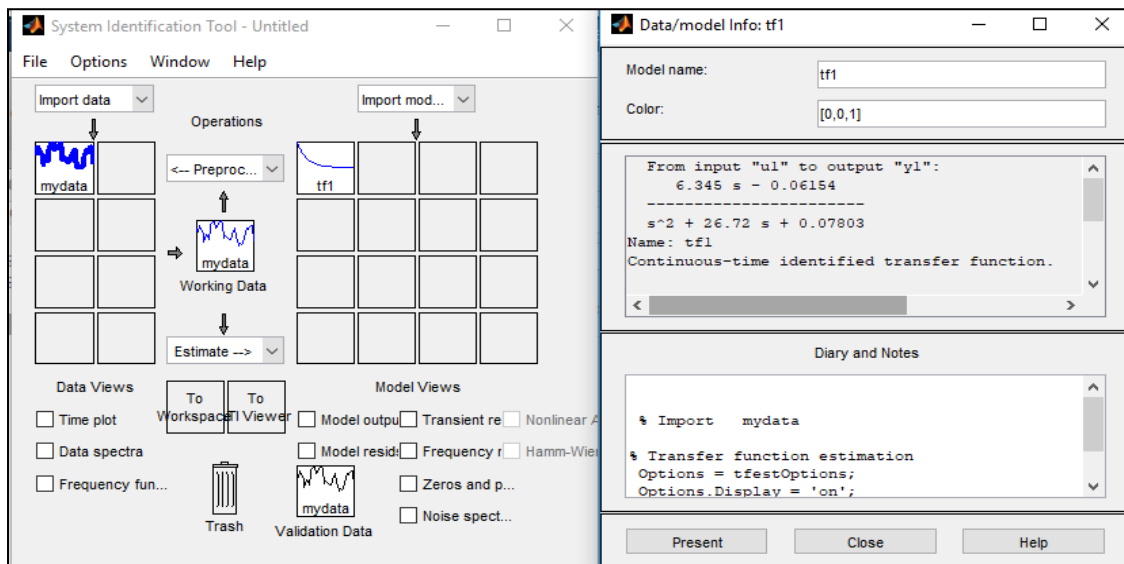 System Identification Tool - Untitled
File Options Window Help
Import data
Import mod...
Operations
mydata
<-- Preproc...
tf1
mydata
Working Data
Estimate -->
Data Views
To Workspace
To LTI Viewer
Model Views
Time plot
Data spectra
Frequency fun...
Model outpu
Transient re
Nonlinear A
Model resids
Frequency r
Hamm-Wien
Zeros and p...
Noise spect...
Trash
mydata
Validation Data
Data/model Info: tf1
Model name:
tf1
Color:
[0,0,1]
From input "u1" to output "y1":
6.345 s - 0.06154
-----------------------
s^2 + 26.72 s + 0.07803
Name: tf1
Continuous-time identified transfer function.
Diary and Notes
% Import mydata
% Transfer function estimation
Options = tfestOptions;
Options.Display = 'on';
Present
Close
Help